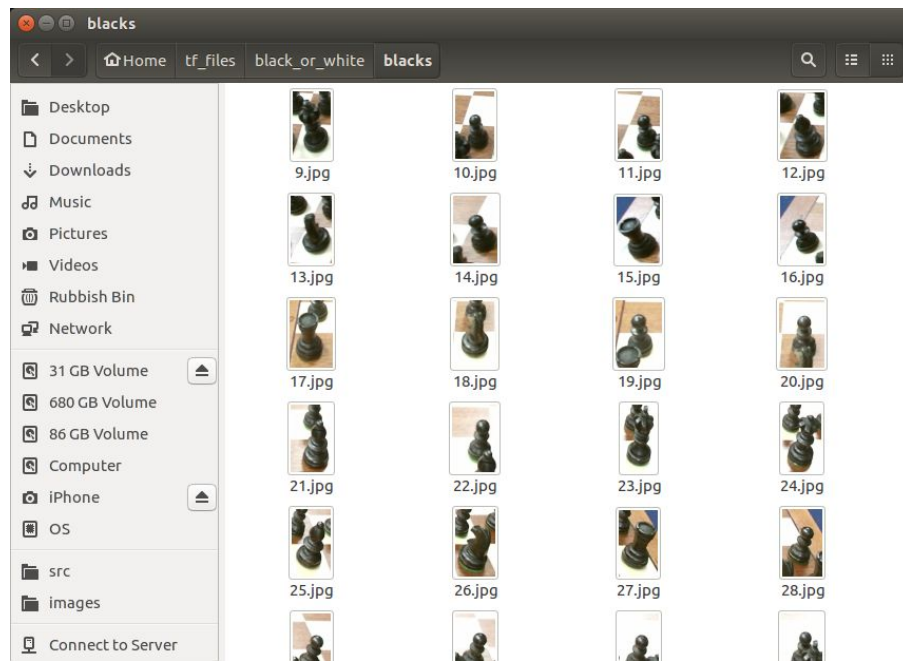 blacks
Home tf_files black_or_white blacks
Desktop
Documents
Downloads
Music
Pictures
Videos
Rubbish Bin
Network
31 GB Volume
680 GB Volume
86 GB Volume
Computer
iPhone
OS
src
images
Connect to Server
9.jpg 10.jpg 11.jpg 12.jpg
13.jpg 14.jpg 15.jpg 16.jpg
17.jpg 18.jpg 19.jpg 20.jpg
21.jpg 22.jpg 23.jpg 24.jpg
25.jpg 26.jpg 27.jpg 28.jpg